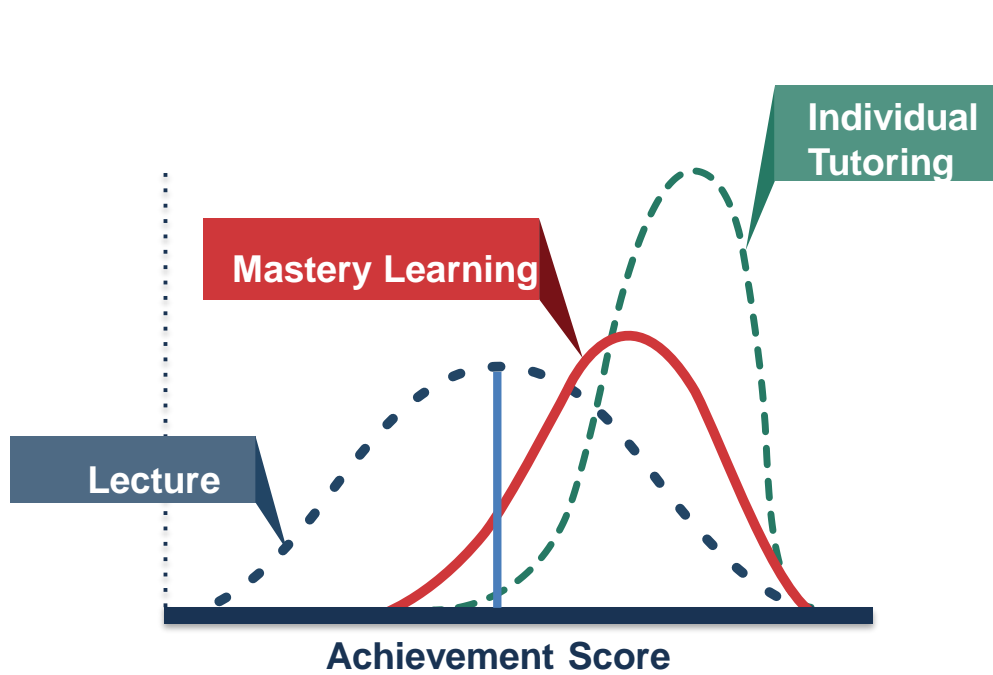 Individual
Tutoring
Mastery Learning
Lecture
Achievement Score